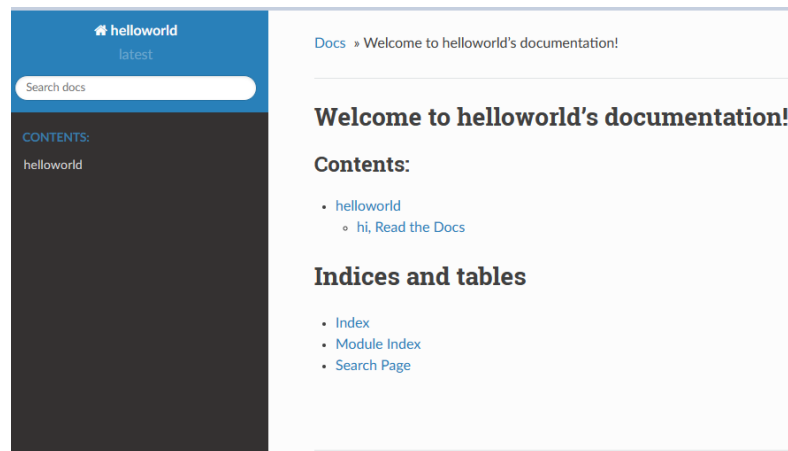 helloworld
latest
Search docs
CONTENTS:
helloworld
Docs » Welcome to helloworld’s documentation!
Welcome to helloworld’s documentation!
Contents:
• helloworld
◦ hi, Read the Docs
Indices and tables
• Index
• Module Index
• Search Page